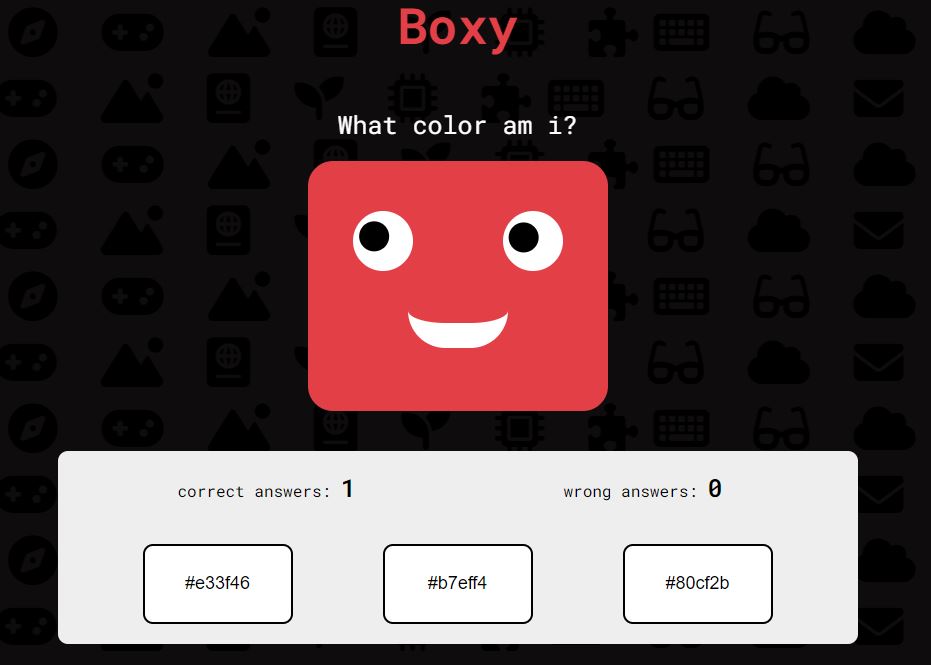 Boxy
What color am i?
correct answers: 1 wrong answers: 0
#e33f46 #b7eff4 #80cf2b